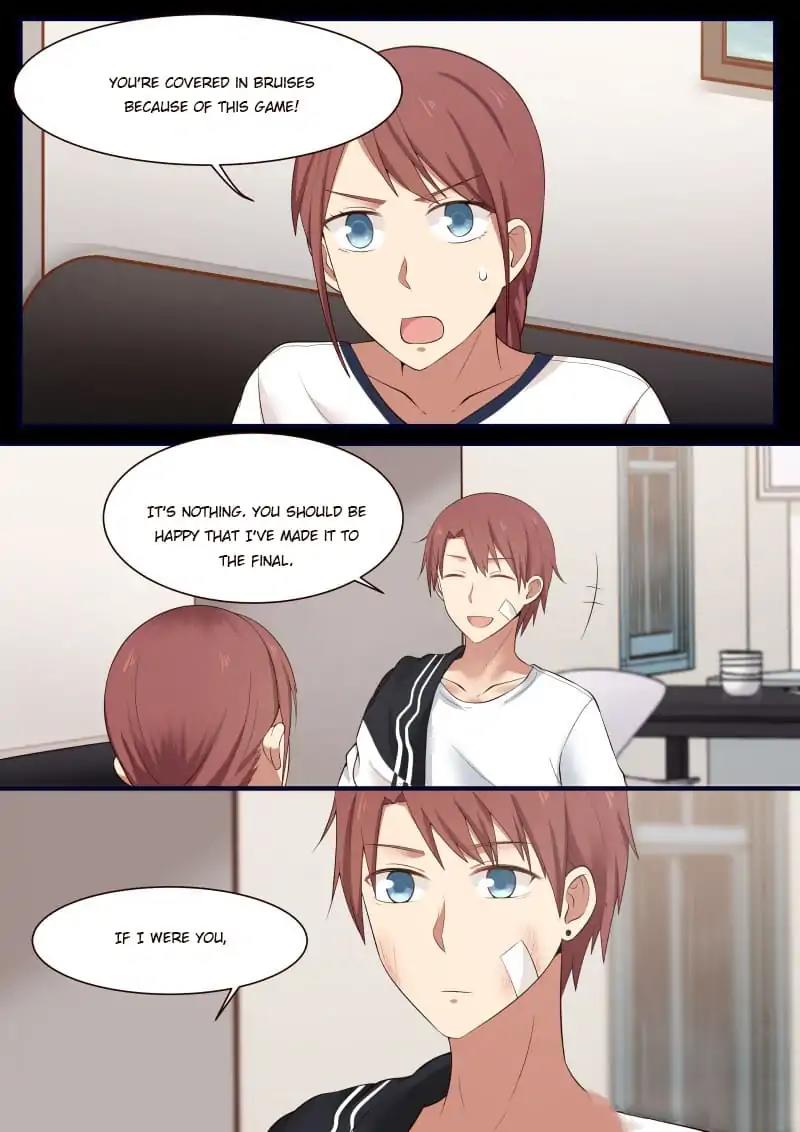 YOU'RE COVERED IN BRUISES
BECAUSE OF THIS GAME!
IT'S NOTHING. YOU SHOULD BE
HAPPY THAT I'VE MADE IT TO
THE FINAL.
IF I WERE YOU,